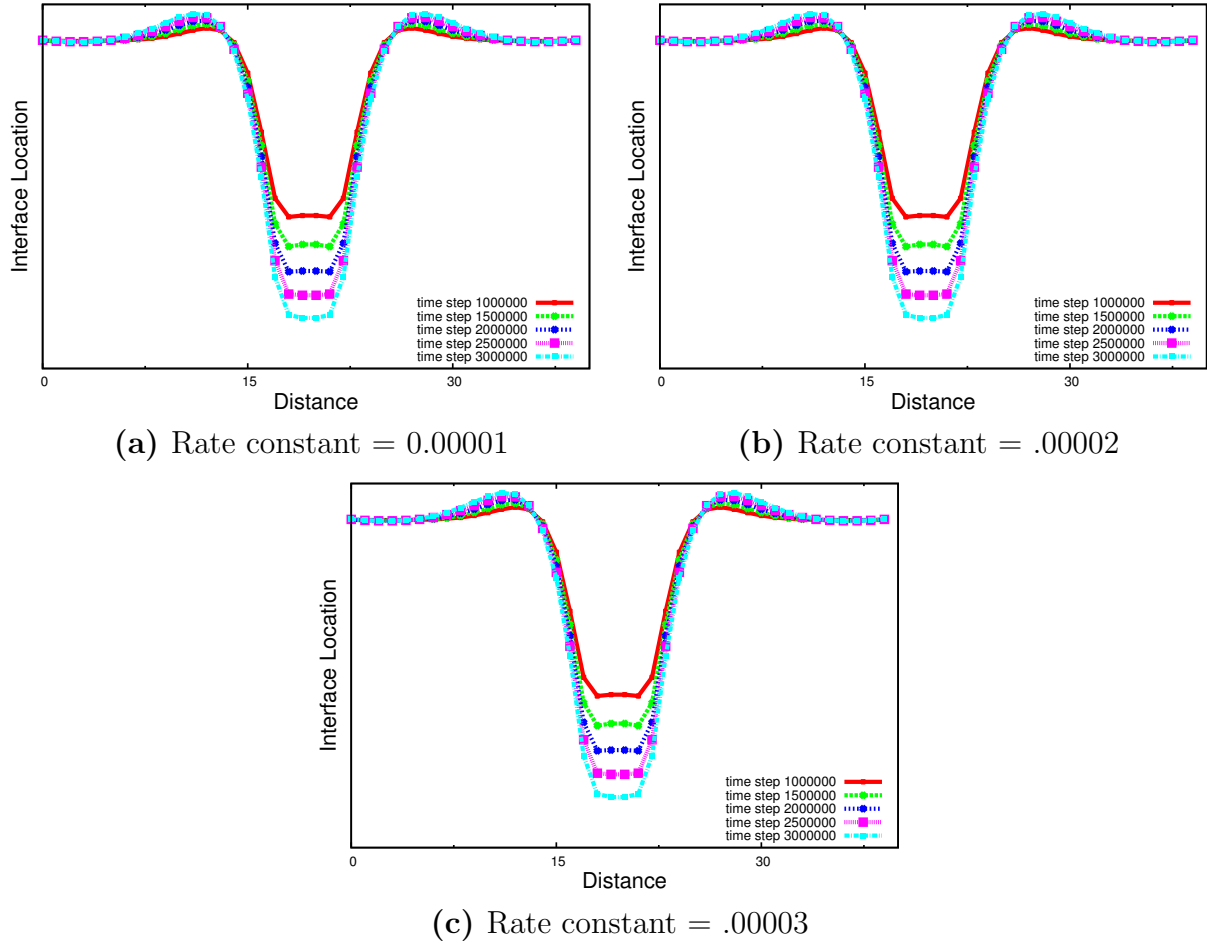 Interface Location
time step 1000000
time step 1500000
time step 2000000
time step 2500000
time step 3000000
0 15 30
Distance
(a) Rate constant = 0.00001
Interface Location
time step 1000000
time step 1500000
time step 2000000
time step 2500000
time step 3000000
0 15 30
Distance
(b) Rate constant = .00002
Interface Location
time step 1000000
time step 1500000
time step 2000000
time step 2500000
time step 3000000
0 15 30
Distance
(c) Rate constant = .00003